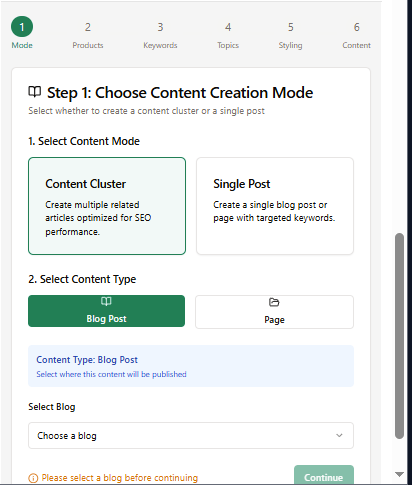 1 2 3 4 5 6
Mode Products Keywords Topics Styling Content
Step 1: Choose Content Creation Mode
Select whether to create a content cluster or a single post
1. Select Content Mode
Content Cluster
Create multiple related
articles optimized for SEO
performance.
Single Post
Create a single blog post or
page with targeted keywords.
2. Select Content Type
Blog Post
Page
Content Type: Blog Post
Select where this content will be published
Select Blog
Choose a blog
Please select a blog before continuing
Continue